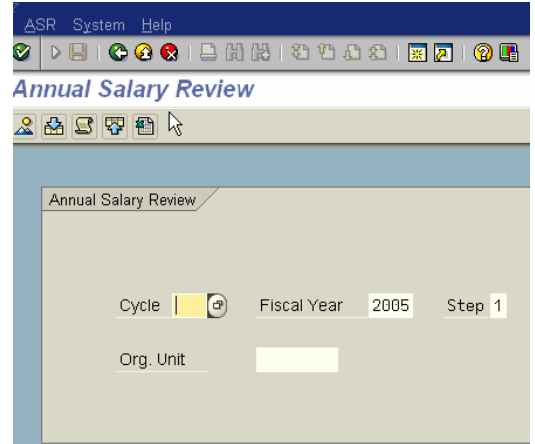 ASR System Help
Annual Salary Review
Annual Salary Review
Cycle Fiscal Year 2005 Step 1
Org. Unit